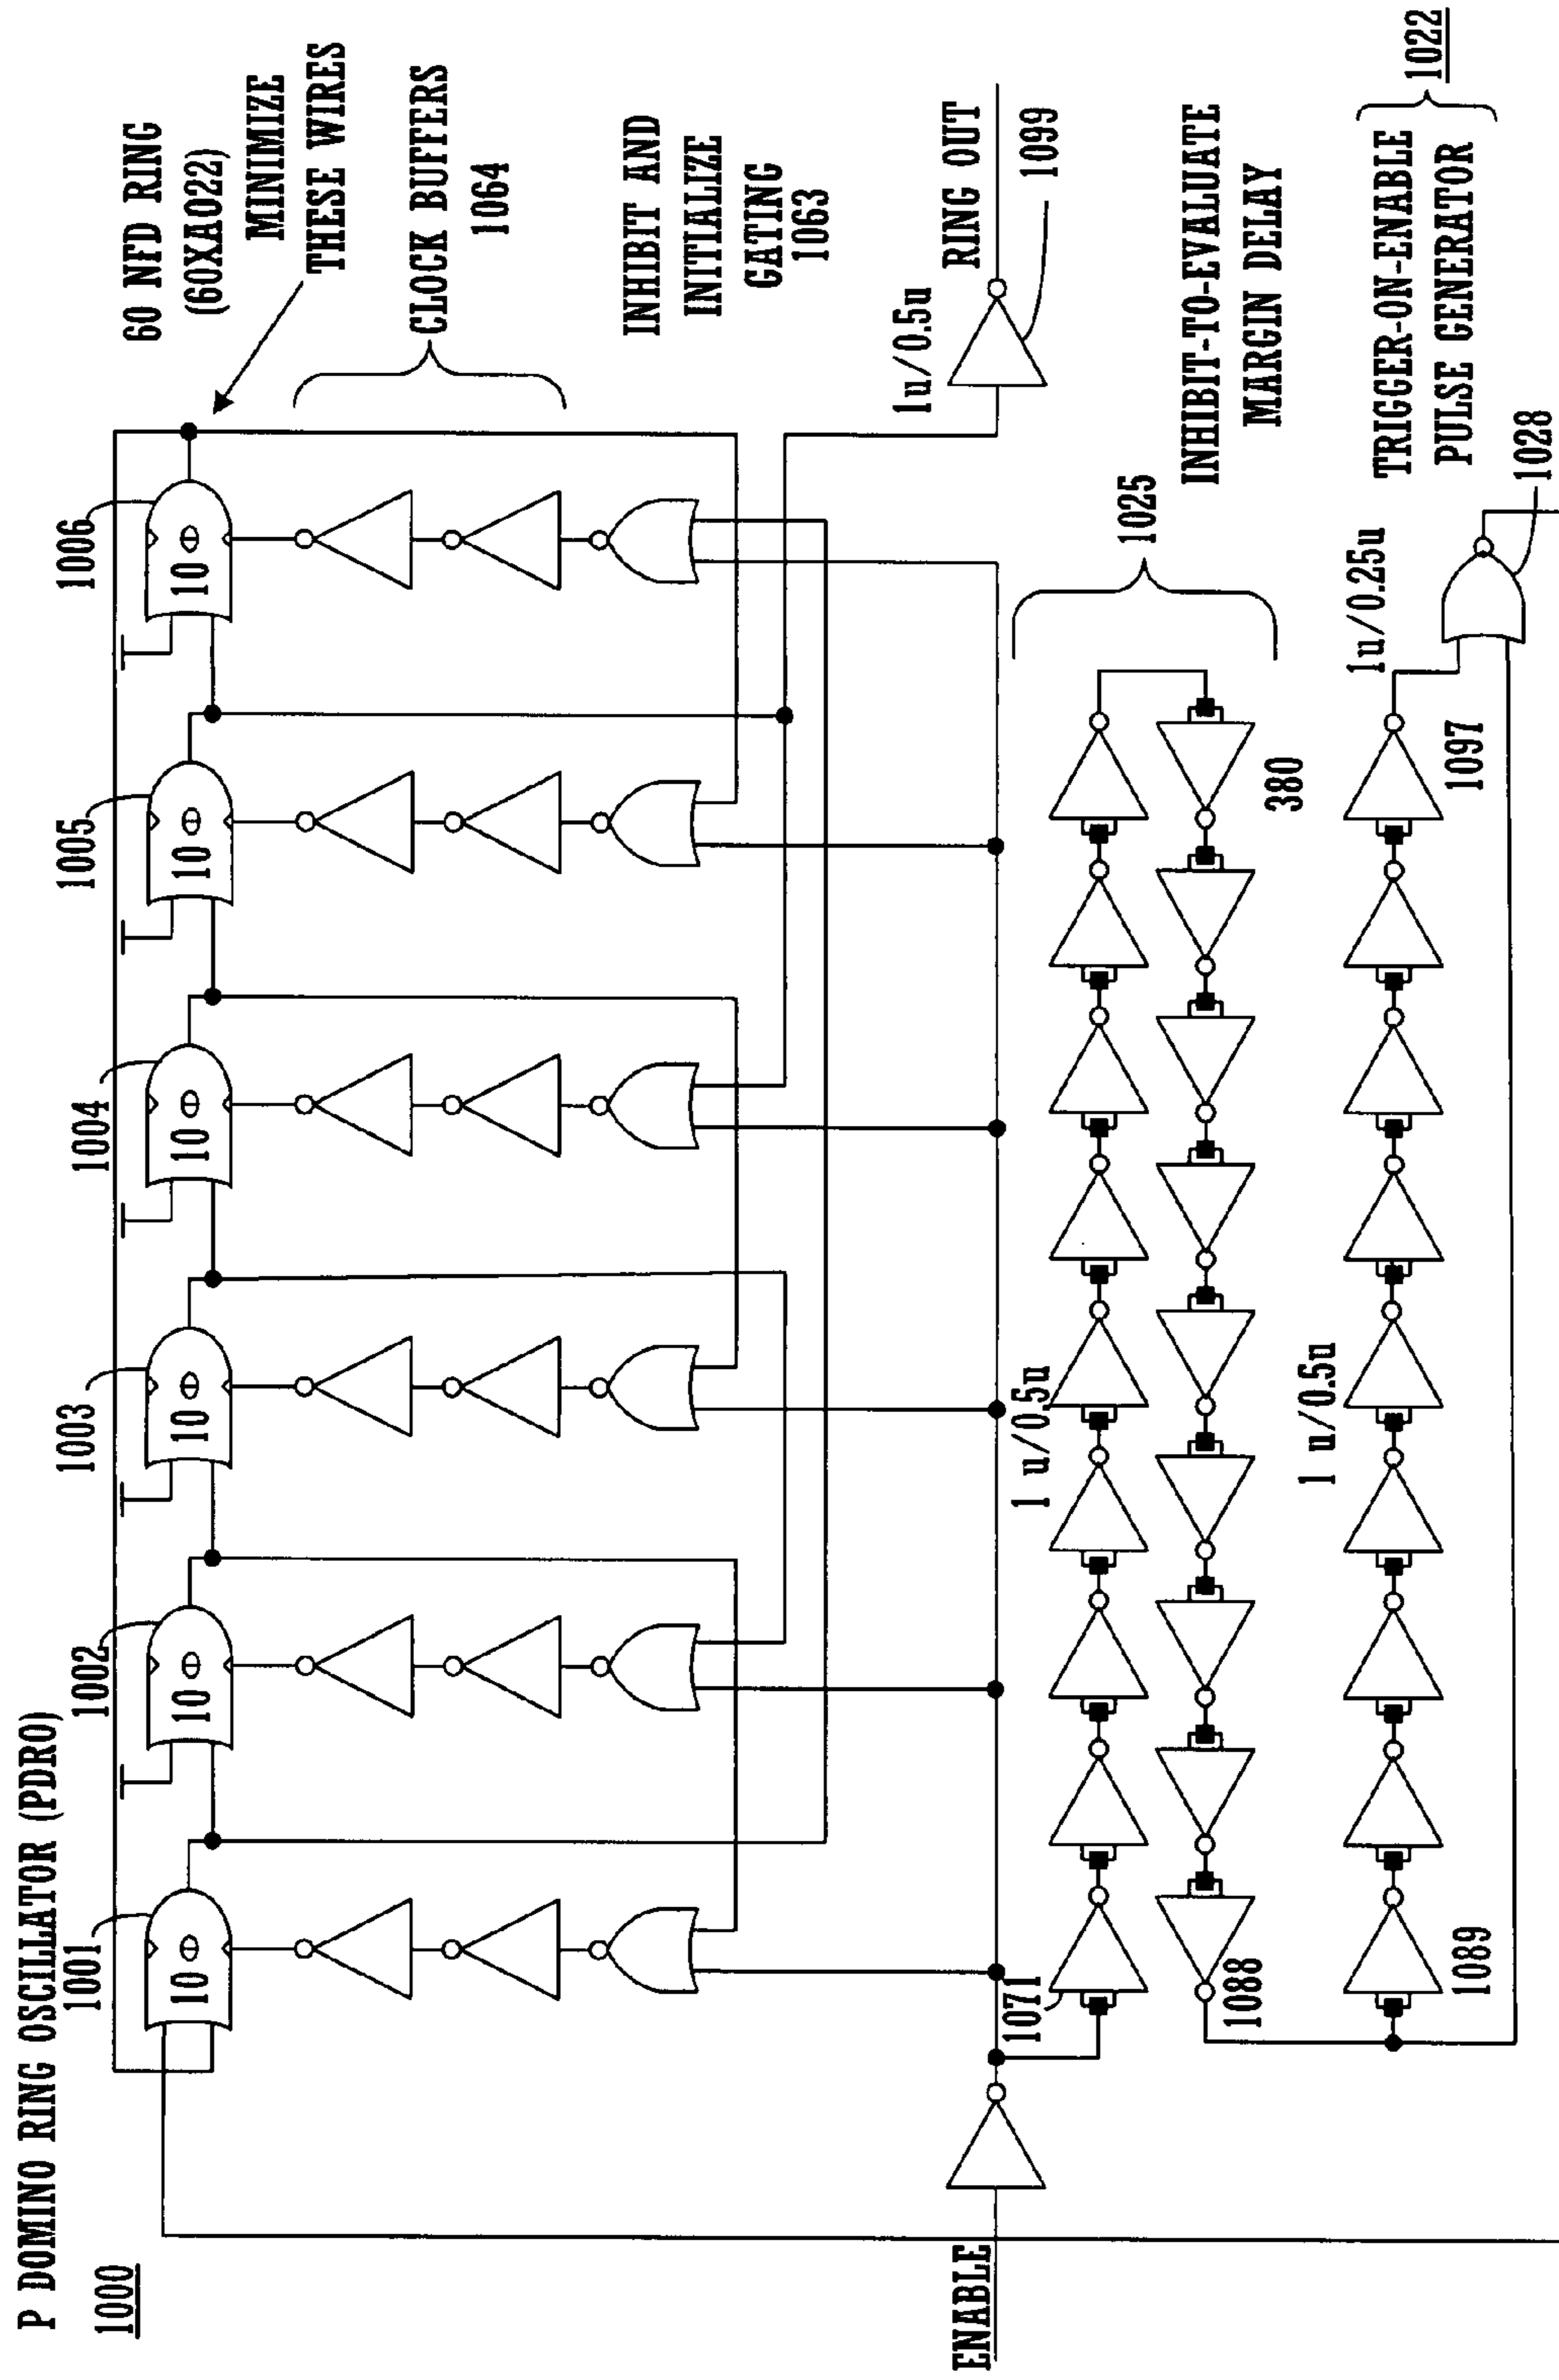 P DOMINO RING OSCILLATOR (PDRO)
1000
60 NFD RING
(60XAO22)
MINIMIZE
THESE WIRES
1001
1002
1003
1004
1005
1006
10 Θ
10 Θ
10 Θ
10 Θ
10 Θ
10 Θ
CLOCK BUFFERS
1064
INHIBIT AND
INITIALIZE
GATING
1063
ENABLE
1u/0.5u
RING OUT
1099
1071
1 u/0.5u
1025
INHIBIT-TO-EVALUATE
MARGIN DELAY
1088
380
1089
1 u/0.5u
1097
1u/0.25u
TRIGGER-ON-ENABLE
PULSE GENERATOR
1022
1028